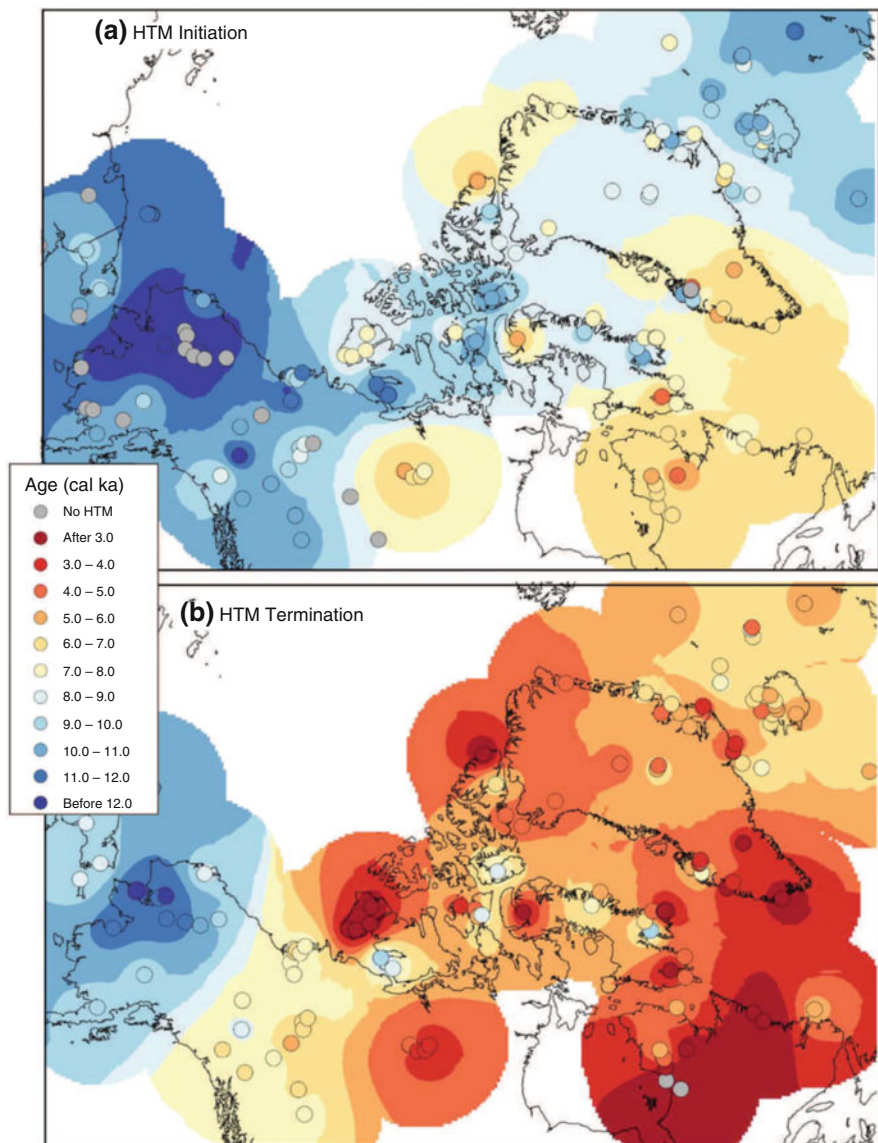 (a) HTM Initiation
Age (cal ka)
No HTM
After 3.0
3.0 – 4.0
4.0 – 5.0
5.0 – 6.0
6.0 – 7.0
7.0 – 8.0
8.0 – 9.0
9.0 – 10.0
10.0 – 11.0
11.0 – 12.0
Before 12.0
(b) HTM Termination